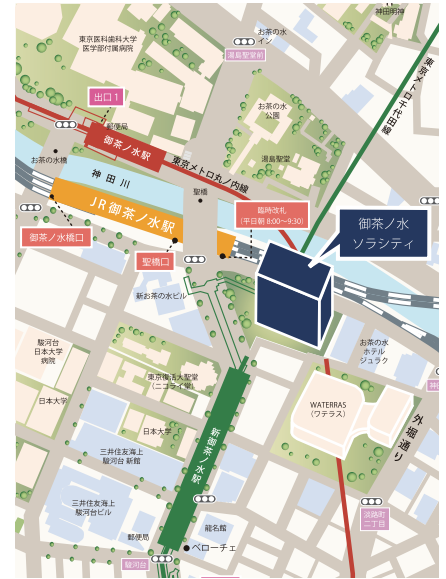 神田明神
お茶の水
イン
湯島聖堂前
東京医科歯科大学
医学部付属病院
東京メトロ千代田線
出口1
お茶の水
公園
郵便局
御茶ノ水駅
湯島聖堂
お茶の水橋
東京メトロ丸ノ内線
神田川
聖橋
JR御茶ノ水駅
臨時改札
(平日朝 8:00〜9:30)
御茶ノ水
ソラシティ
御茶ノ水橋口
聖橋口
新お茶の水ビル
駿河台
日本大学
病院
お茶の水
ホテル
ジュラク
東京復活大聖堂
(ニコライ堂)
日本大学
WATERRAS
(ワテラス)
外堀通り
日本大学
新御茶ノ水駅
三井住友海上
駿河台 新館
三井住友海上
駿河台ビル
淡路町
二丁目
郵便局
龍名館
ベローチェ
駿河台